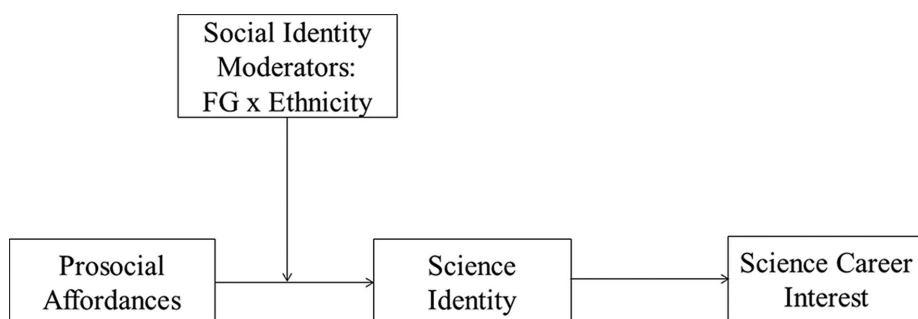 Social Identity
Moderators:
FG x Ethnicity
Prosocial
Affordances
Science
Identity
Science Career
Interest